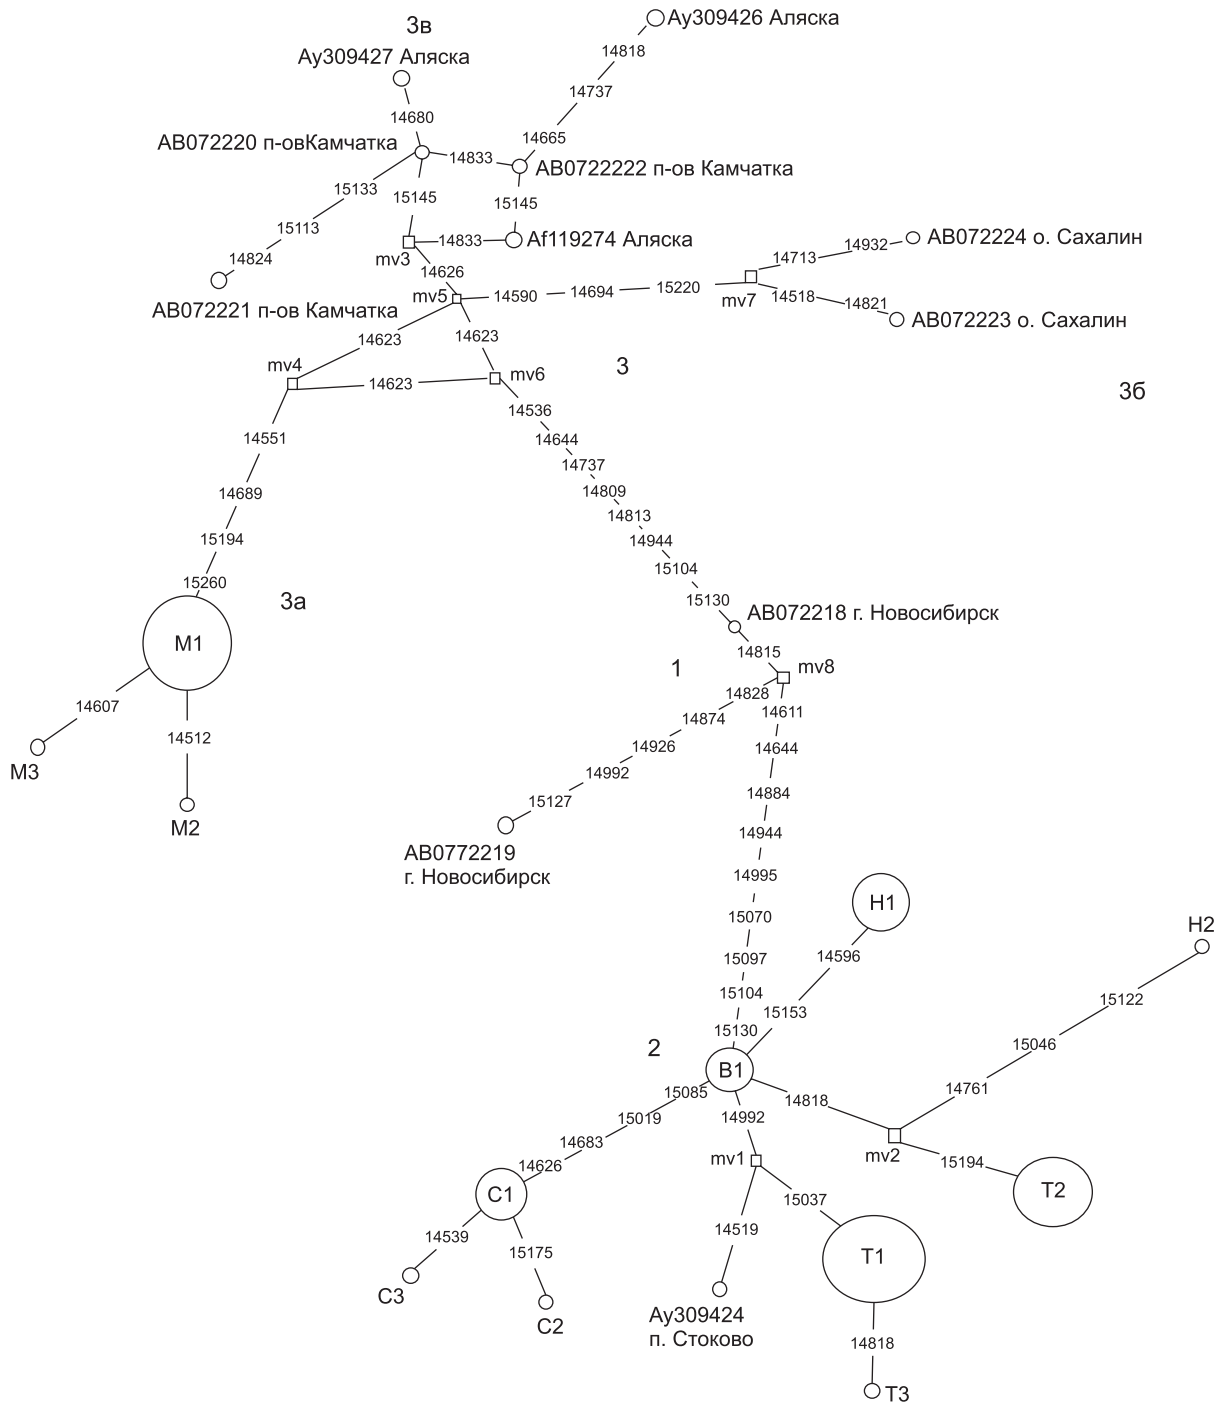 Ay309426 Аляска
3в
14818
Ay309427 Аляска
14737
14680
14665
AB072220 п-овКамчатка
14833
AB0722222 п-ов Камчатка
15133
15145
15145
15113
14833
Af119274 Аляска
14932
AB072224 о. Сахалин
14824
mv3
14713
14626
AB072221 п-ов Камчатка
mv5
14590
14694
15220
mv7
14518
14821
AB072223 о. Сахалин
14623
14623
mv4
14623
mv6
3
3б
14536
14551
14644
14737
14689
14809
14813
15194
14944
15104
15260
15130
3а
AB072218 г. Новосибирск
M1
14815
1
mv8
14828
14607
14874
14611
14512
14926
14644
M3
14992
14884
15127
M2
14944
AB0772219
г. Новосибирск
14995
H1
15070
H2
15097
14596
15104
15122
15153
15130
2
15046
B1
15085
14761
15019
14992
14818
14683
14626
mv1
mv2
15194
C1
T2
15037
14539
15175
14519
T1
C3
C2
Ay309424
п. Стоково
14818
T3